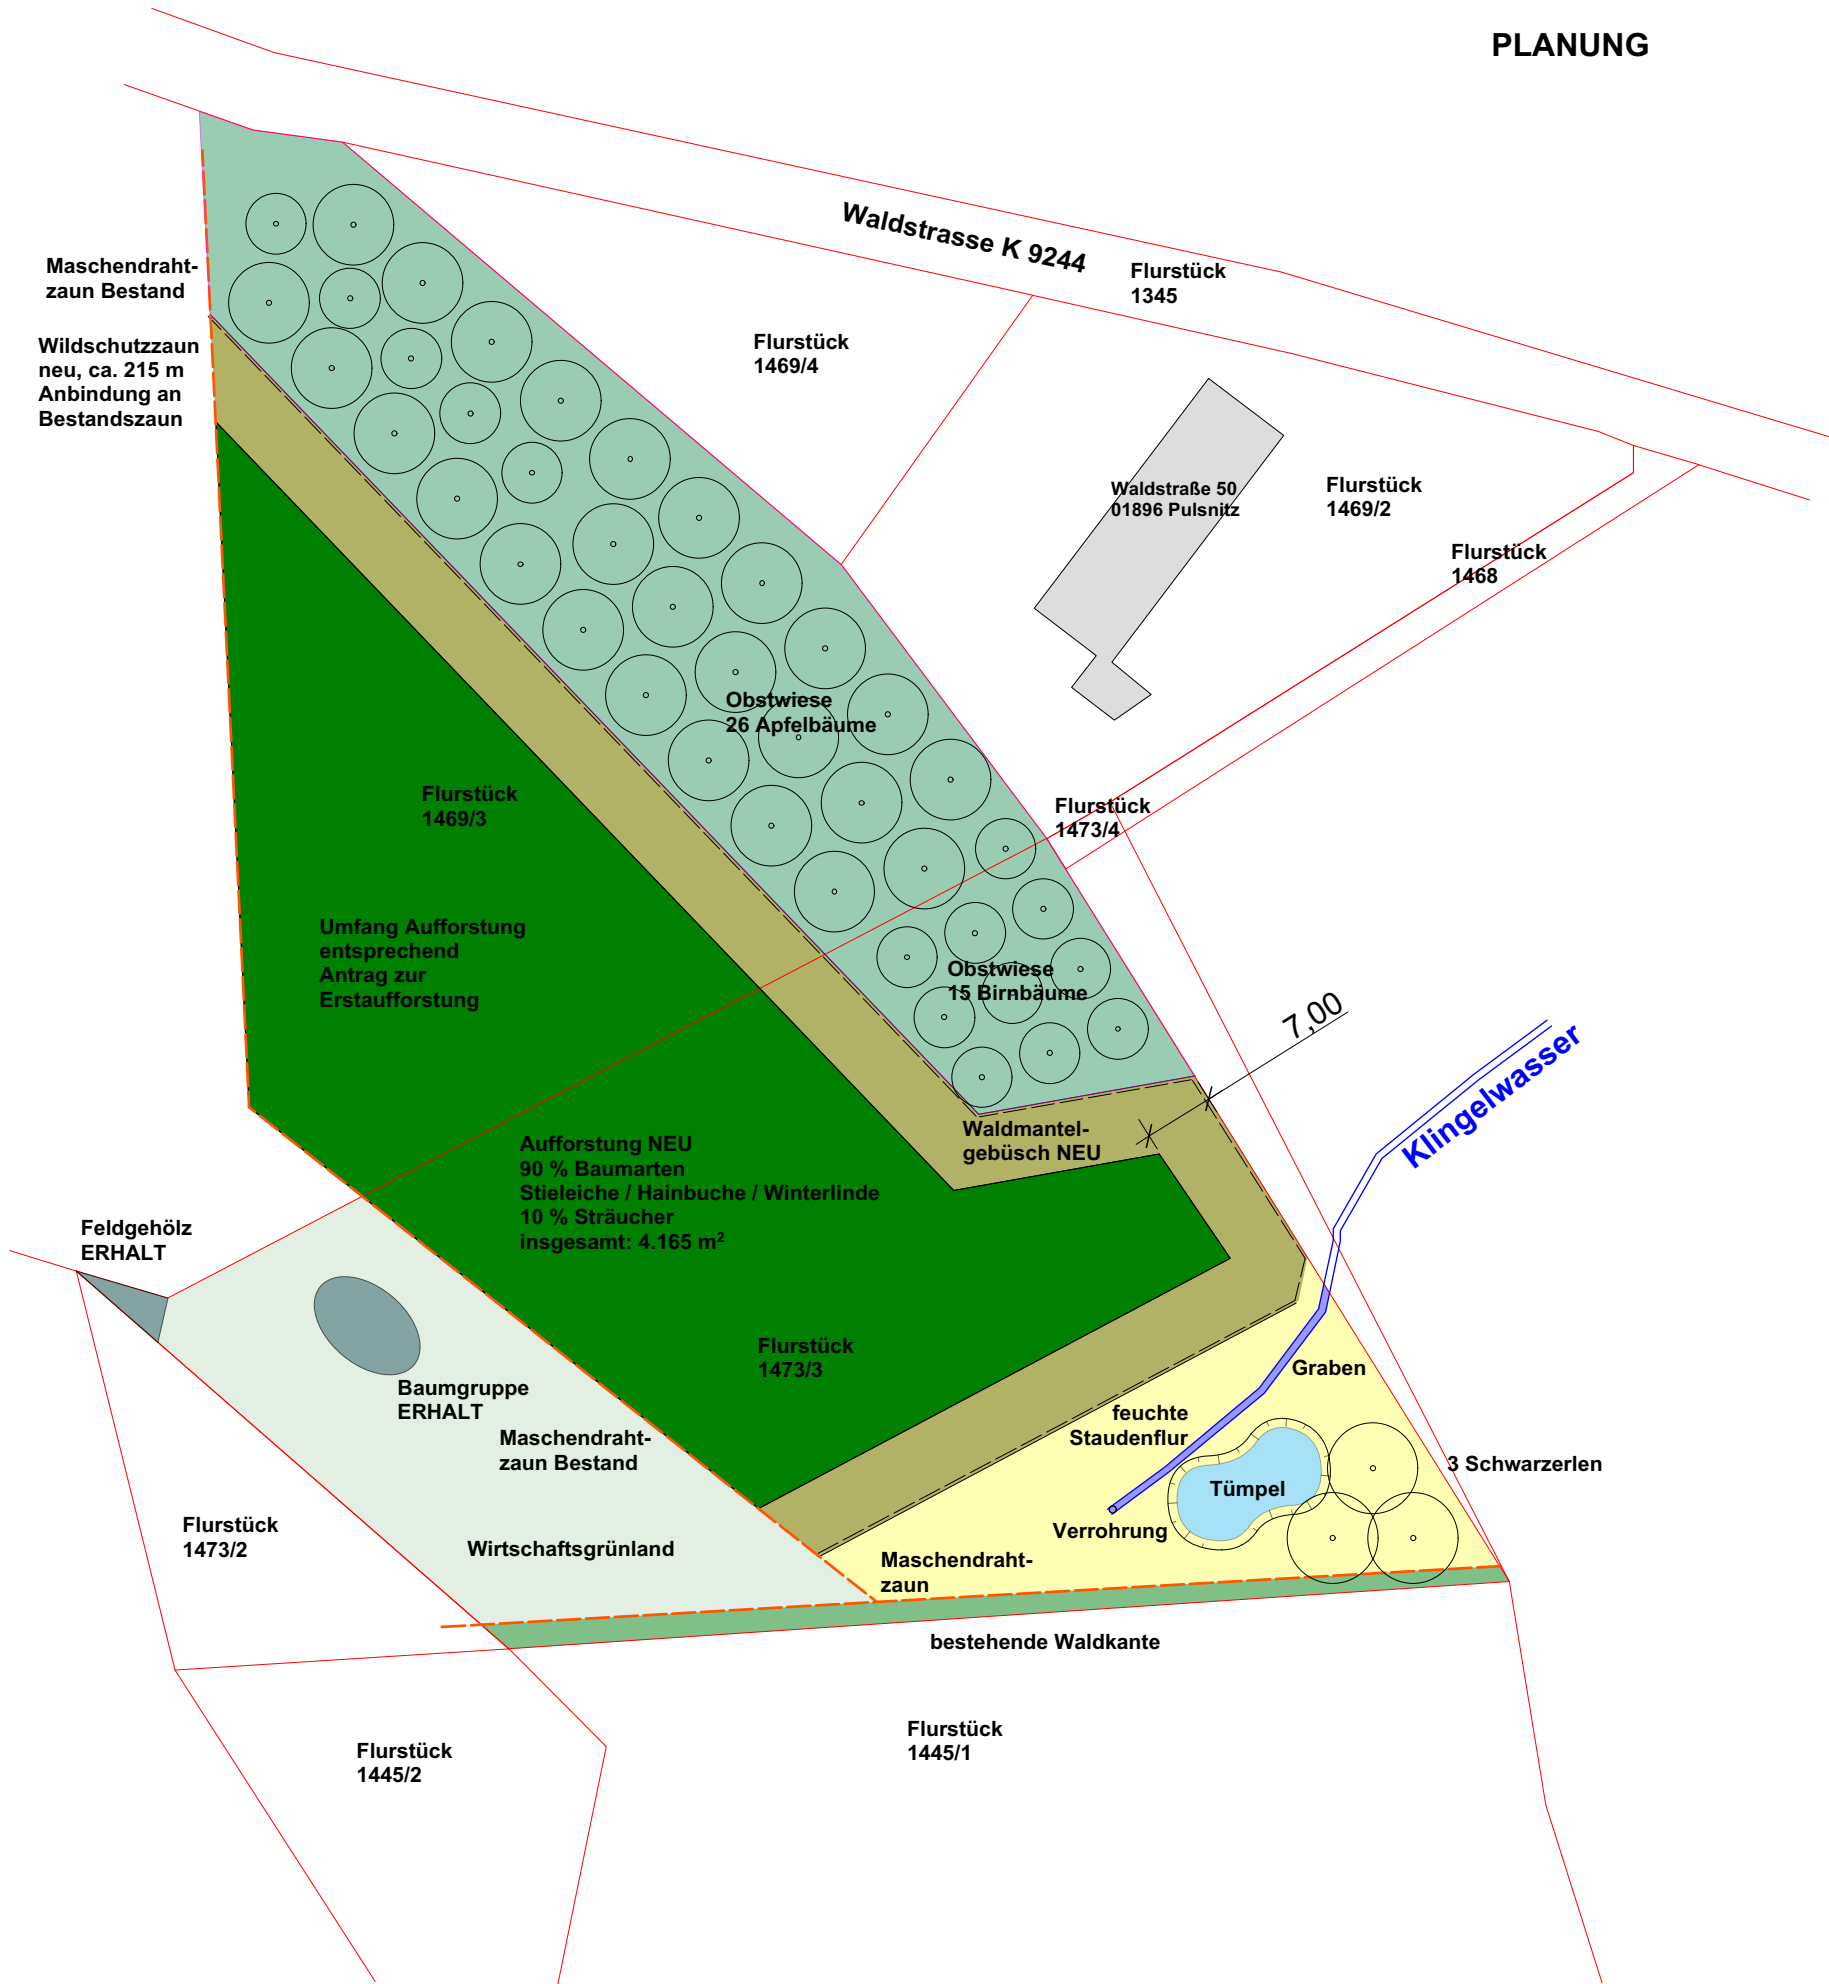 PLANUNG
Waldstrasse K 9244
Flurstück
1345
Maschendraht-
zaun Bestand
Wildschutzzaun
neu, ca. 215 m
Anbindung an
Bestandszaun
Flurstück
1469/4
Waldstraße 50
01896 Pulsnitz
Flurstück
1469/2
Flurstück
1468
Obstwiese
26 Apfelbäume
Flurstück
1469/3
Flurstück
1473/4
Umfang Aufforstung
entsprechend
Antrag zur
Erstaufforstung
Obstwiese
15 Birnbäume
7,00
Klingelwasser
Waldmantel-
gebüsch NEU
Aufforstung NEU
90 % Baumarten
Stieleiche / Hainbuche / Winterlinde
10 % Sträucher
insgesamt: 4.165 m²
Feldgehölz
ERHALT
Flurstück
1473/3
Graben
Baumgruppe
ERHALT
feuchte
Staudenflur
Maschendraht-
zaun Bestand
3 Schwarzerlen
Tümpel
Flurstück
1473/2
Verrohrung
Wirtschaftsgrünland
Maschendraht-
zaun
bestehende Waldkante
Flurstück
1445/1
Flurstück
1445/2